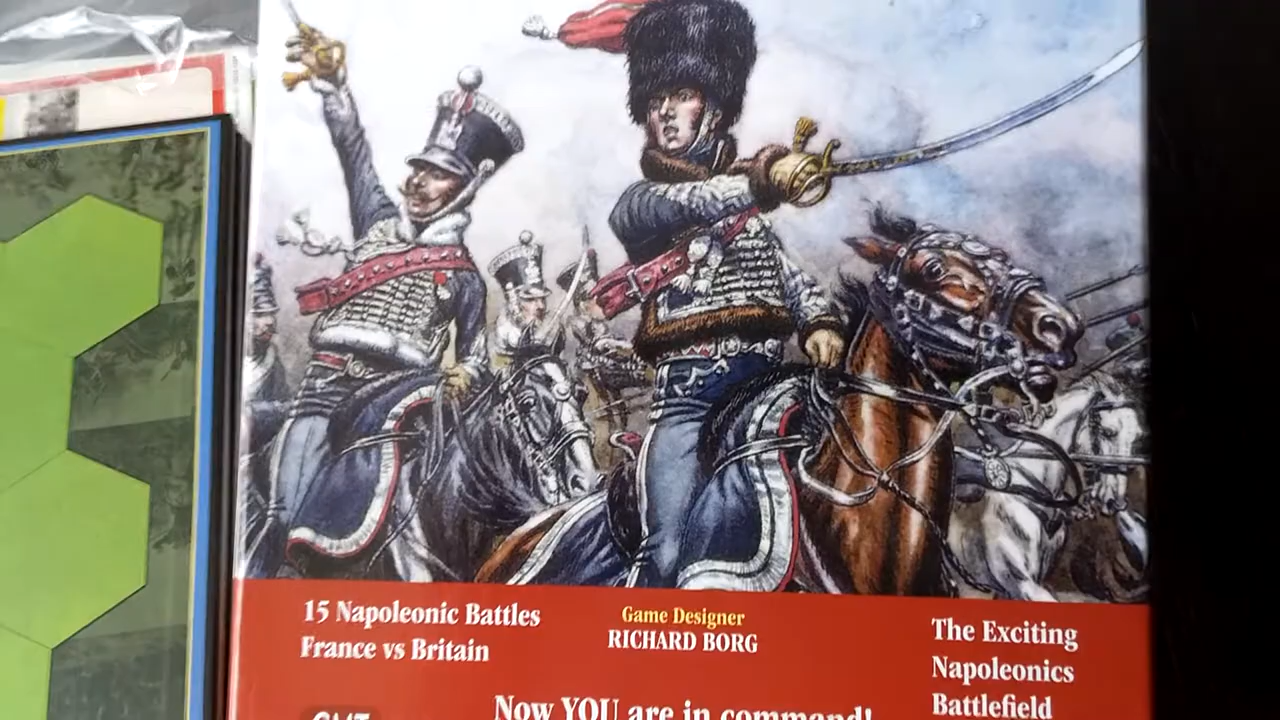 15 Napoleonic Battles
France vs Britain
Game Designer
RICHARD BORG
The Exciting
Napoleonics
Battlefield
Now YOU are in command!
GMT